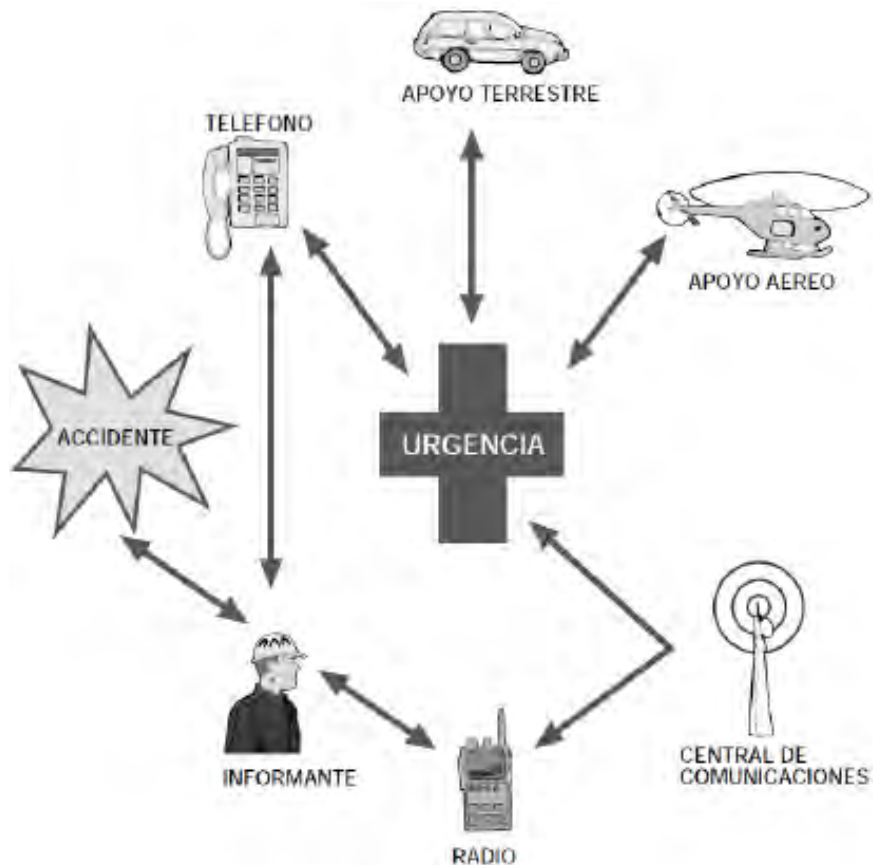 APOYO TERRESTRE
TELEFONO
APOYO AEREO
ACCIDENTE
URGENCIA
INFORMANTE
CENTRAL DE
COMUNICACIONES
RADIO